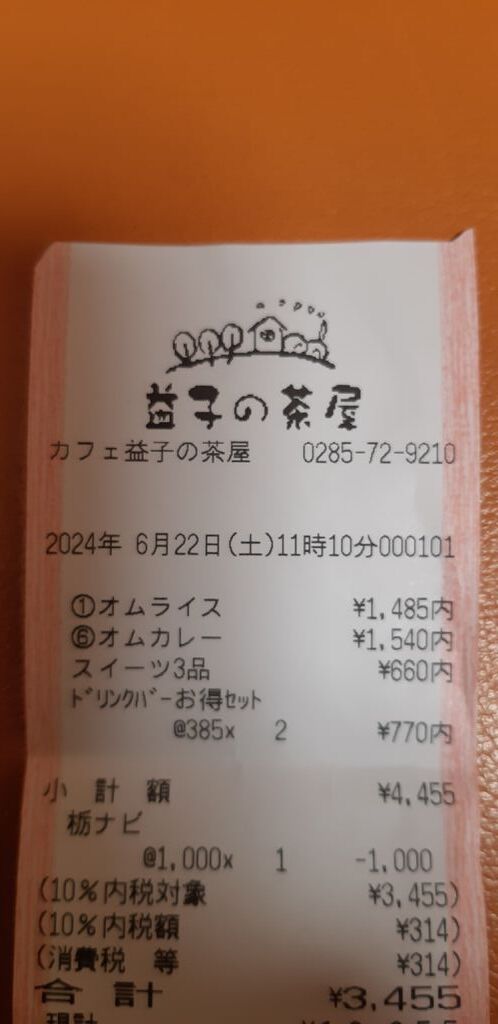 益子の茶屋
カフェ益子の茶屋 0285-72-9210
2024年 6月22日(土)11時10分000101
①オムライス ¥1,485内
⑥オムカレー ¥1,540内
スイーツ3品 ¥660内
ﾄﾞﾘﾝｸﾊﾞｰお得ｾｯﾄ
@385× 2 ¥770内
小 計 額 ¥4,455
栃ナビ
@1,000× 1 -1,000
(10%内税対象 ¥3,455)
(10%内税額 ¥314)
(消費税 等 ¥314)
合 計 ¥3,455
現計